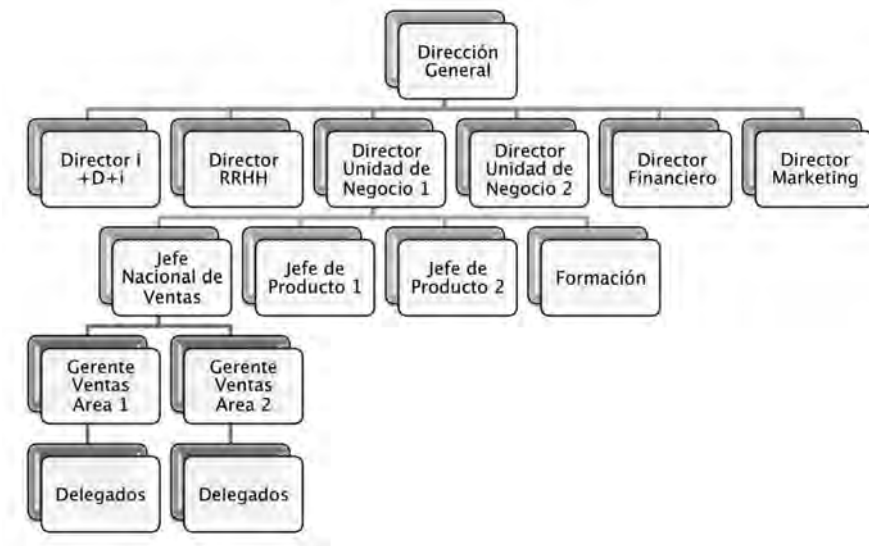 Dirección
General
Director i
+D+i
Director
RRHH
Director
Unidad de
Negocio 1
Director
Unidad de
Negocio 2
Director
Financiero
Director
Marketing
Jefe
Nacional de
Ventas
Jefe de
Producto 1
Jefe de
Producto 2
Formación
Gerente
Ventas
Area 1
Gerente
Ventas
Area 2
Delegados
Delegados